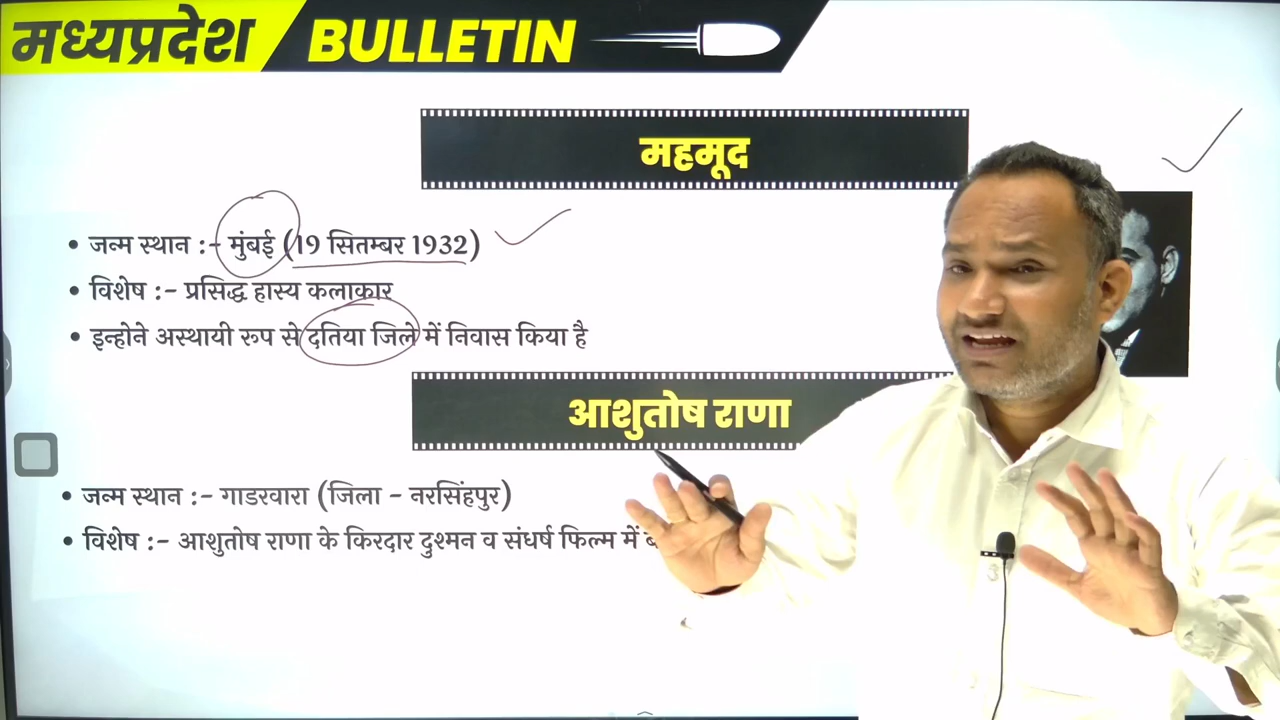 मध्यप्रदेश BULLETIN
महमूद
• जन्म स्थान :- मुंबई (19 सितम्बर 1932)
• विशेष :- प्रसिद्ध हास्य कलाकार
• इन्होने अस्थायी रूप से दतिया जिले में निवास किया है
आशुतोष राणा
• जन्म स्थान :- गाडरवारा (जिला - नरसिंहपुर)
• विशेष :- आशुतोष राणा के किरदार दुश्मन व संघर्ष फिल्म में